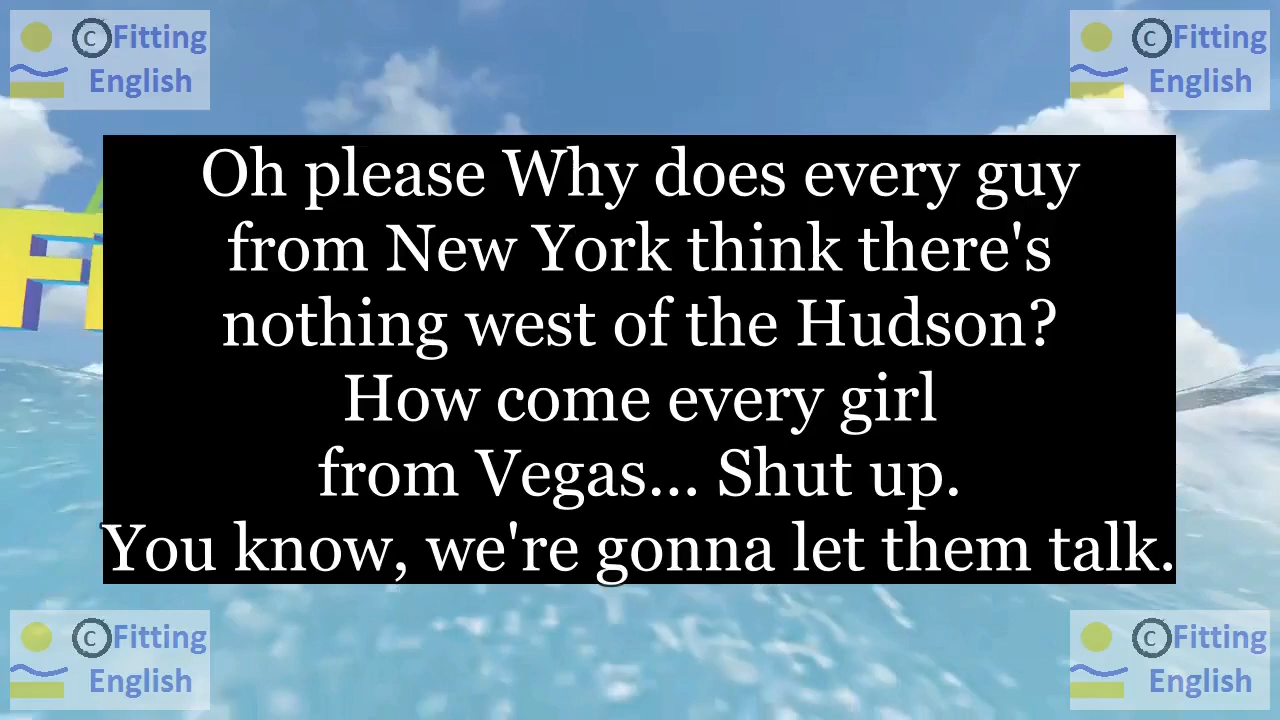 ©Fitting
English
©Fitting
English
Oh please Why does every guy
from New York think there's
nothing west of the Hudson?
How come every girl
from Vegas... Shut up.
You know, we're gonna let them talk.
©Fitting
English
©Fitting
English